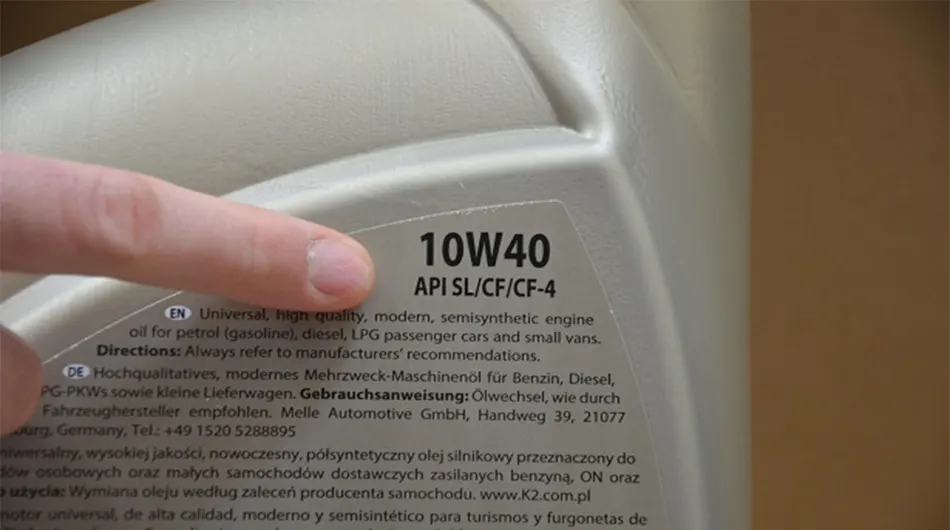 10W40
API SL/CF/CF-4
EN Universal, high quality, modern, semisynthetic engine
oil for petrol (gasoline), diesel, LPG passenger cars and small vans.
Directions: Always refer to manufacturers' recommendations.
DE Hochqualitatives, modernes Mehrzweck-Maschinenöl für Benzin, Diesel,
PG-PKWs sowie kleine Lieferwagen. Gebrauchsanweisung: Ölwechsel, wie durch
Fahrzeughersteller empfohlen. Melle Automotive GmbH, Handweg 39, 21077
burg, Germany, Tel.: +49 1520 5288895
niwersalny, wysokiej jakości, nowoczesny, półsyntetyczny olej silnikowy przeznaczony do
dów osobowych oraz małych samochodów dostawczych zasilanych benzyną, ON oraz
użycia: Wymiana oleju według zaleceń producenta samochodu. www.K2.com.pl
motor universal, de alta calidad, moderno y semisintético para turismos y furgonetas de